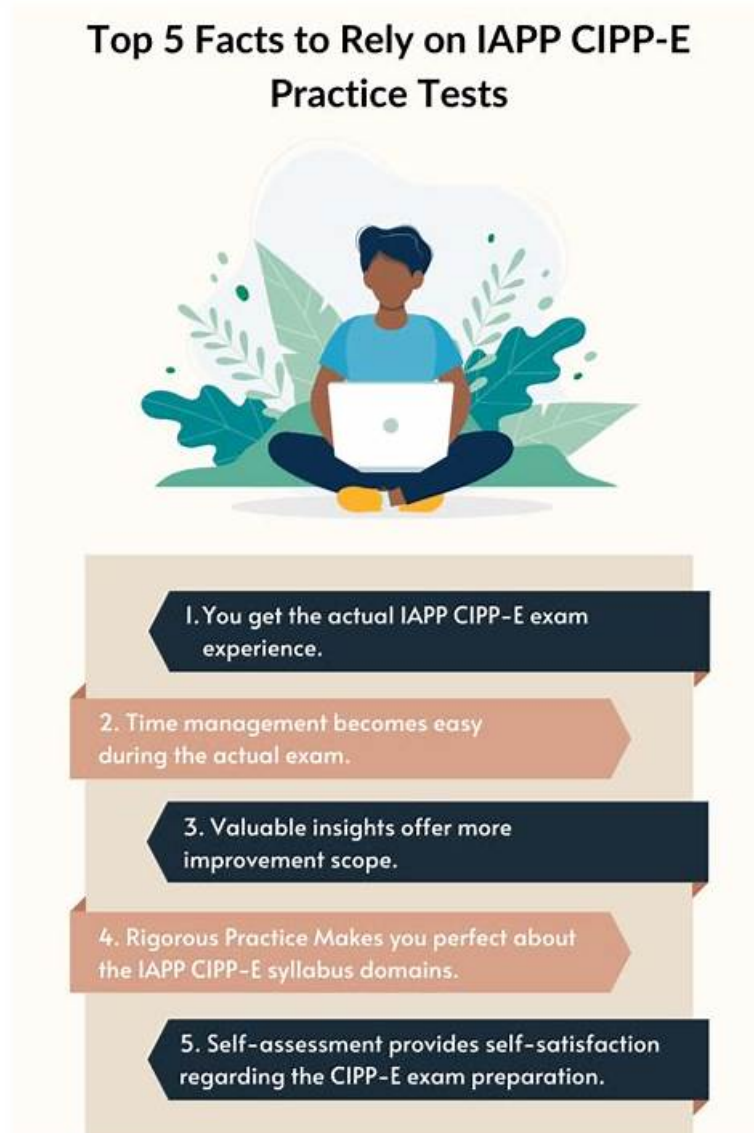 Top 5 Facts to Rely on IAPP CIPP-E
Practice Tests
1. You get the actual IAPP CIPP-E exam
experience.
2. Time management becomes easy
during the actual exam.
3. Valuable insights offer more
improvement scope.
4. Rigorous Practice Makes you perfect about
the IAPP CIPP-E syllabus domains.
5. Self-assessment provides self-satisfaction
regarding the CIPP-E exam preparation.